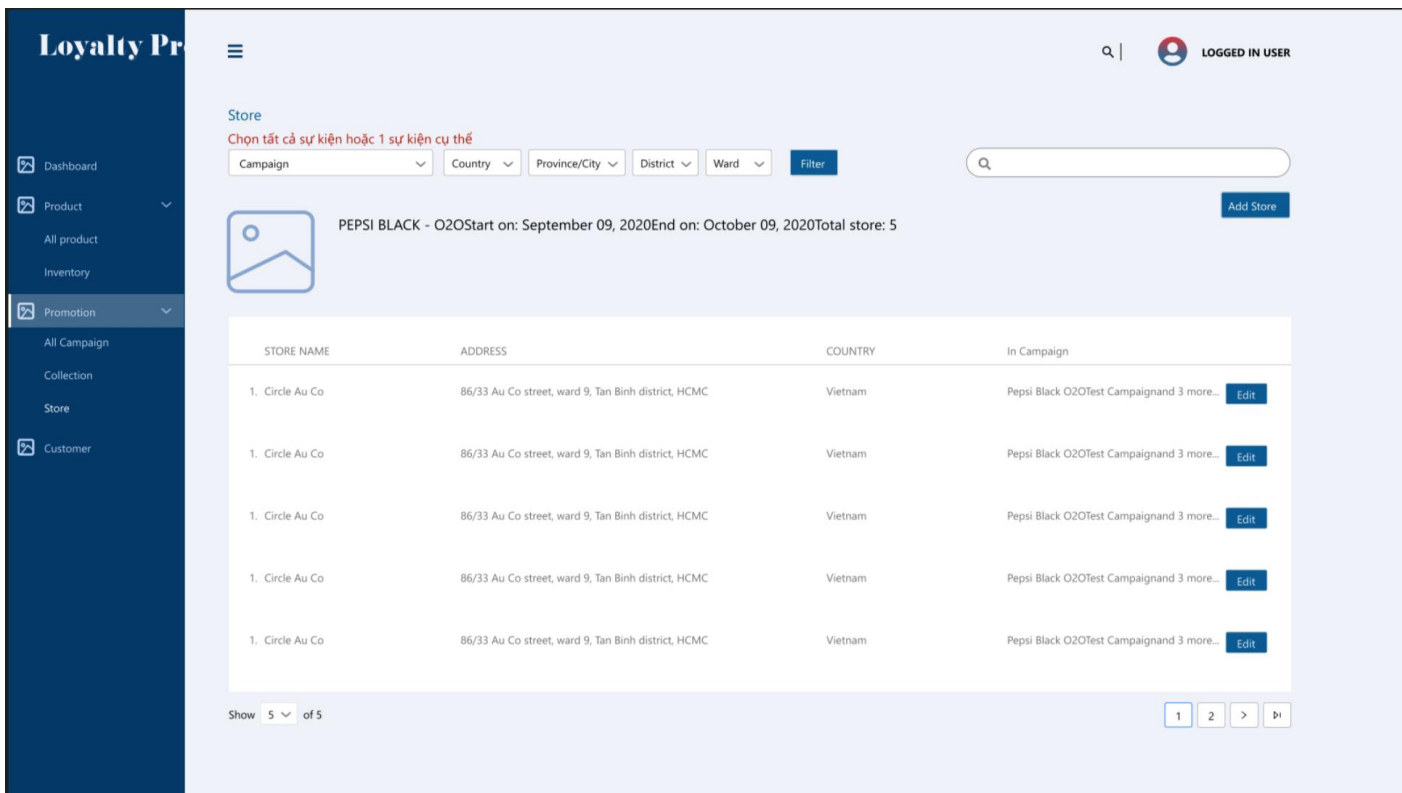 Loyalty Pr
LOGGED IN USER
Dashboard
Product
All product
Inventory
Promotion
All Campaign
Collection
Store
Customer
Store
Chọn tất cả sự kiện hoặc 1 sự kiện cụ thể
Campaign Country Province/City District Ward Filter
Add Store
PEPSI BLACK - O2OStart on: September 09, 2020End on: October 09, 2020Total store: 5
STORE NAME ADDRESS COUNTRY In Campaign
1. Circle Au Co 86/33 Au Co street, ward 9, Tan Binh district, HCMC Vietnam Pepsi Black O2OTest Campaignand 3 more... Edit
1. Circle Au Co 86/33 Au Co street, ward 9, Tan Binh district, HCMC Vietnam Pepsi Black O2OTest Campaignand 3 more... Edit
1. Circle Au Co 86/33 Au Co street, ward 9, Tan Binh district, HCMC Vietnam Pepsi Black O2OTest Campaignand 3 more... Edit
1. Circle Au Co 86/33 Au Co street, ward 9, Tan Binh district, HCMC Vietnam Pepsi Black O2OTest Campaignand 3 more... Edit
1. Circle Au Co 86/33 Au Co street, ward 9, Tan Binh district, HCMC Vietnam Pepsi Black O2OTest Campaignand 3 more... Edit
Show 5 of 5
1 2 >